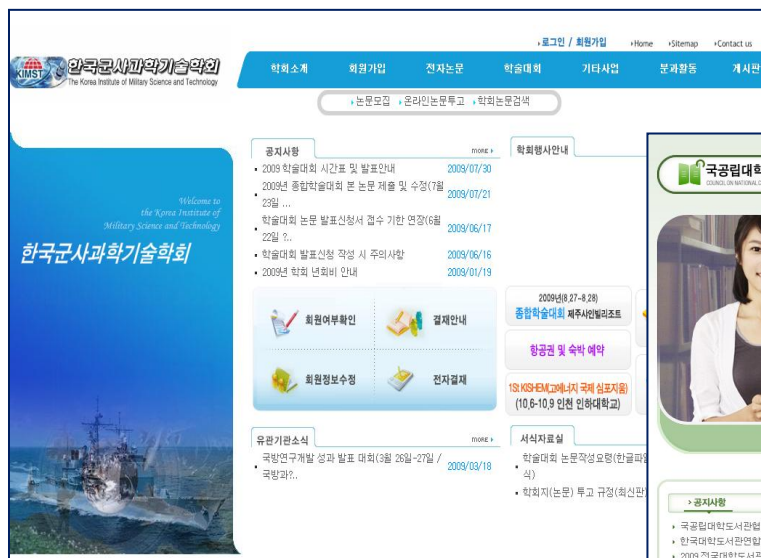 로그인 / 회원가입 Home Sitemap Contact us
KIMST 한국군사과학기술학회
The Korea Institute of Military Science and Technology
학회소개 회원가입 전자논문 학술대회 기타사업 분과활동 게시판
논문모집 온라인논문투고 학회논문검색
공지사항 more
2009 학술대회 시간표 및 발표안내 2009/07/30
2009년 종합학술대회 본 논문 제출 및 수정(7월
23일 ... 2009/07/21
학술대회 논문 발표신청서 접수 기한 연장(6월
22일 ?.. 2009/06/17
학술대회 발표신청 작성 시 주의사항 2009/06/16
2009년 학회 년회비 안내 2009/01/19
학회행사안내
Welcome to
the Korea Institute of
Military Science and Technology
한국군사과학기술학회
회원여부확인 결재안내
회원정보수정 전자결재
2009년(8.27~8.28)
종합학술대회 제주샤인빌리조트
항공권 및 숙박 예약
1St KISHEM(고에너지 국제 심포지움)
(10.6-10.9 인천 인하대학교)
유관기관소식 more
국방연구개발 성과 발표 대회(3월 26일-27일 /
국방과?.. 2009/03/18
서식자료실
학술대회 논문작성요령(한글파일
식)
학회지(논문) 투고 규정(최신판)
국공립대학
COUNCIL ON NATIONAL
공지사항
국공립대학도서관협
한국대학도서관연합
2009 전국대학도서관